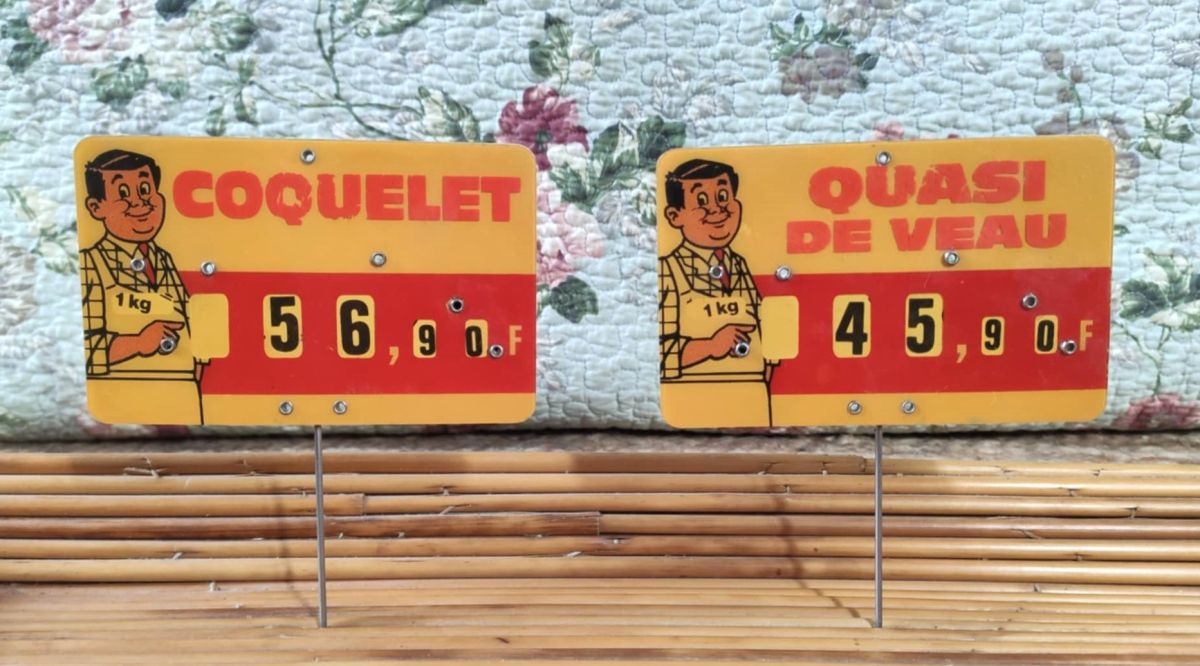 COQUELET
1 kg
56,90 F
QUASI
DE VEAU
1 kg
45,90 F